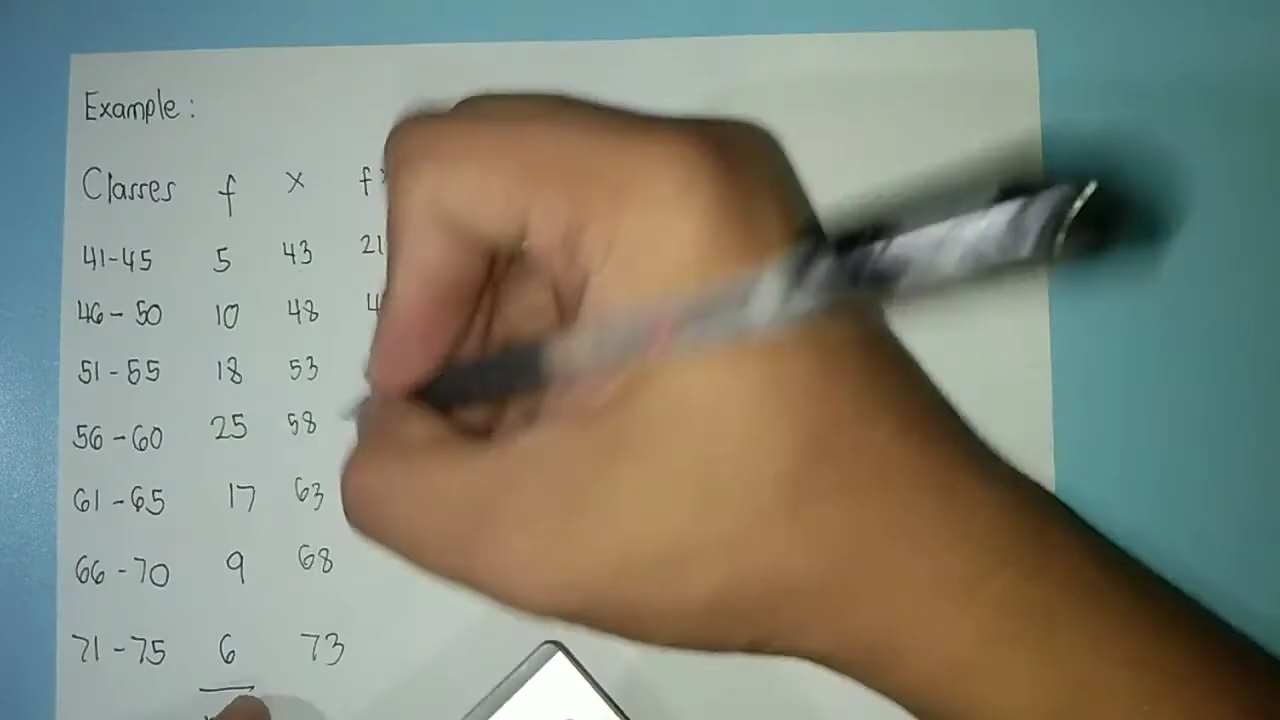 Example :
Classes f x f
41-45 5 43 21
46-50 10 48 4
51-55 18 53
56-60 25 58
61-65 17 63
66-70 9 68
71-75 6 73